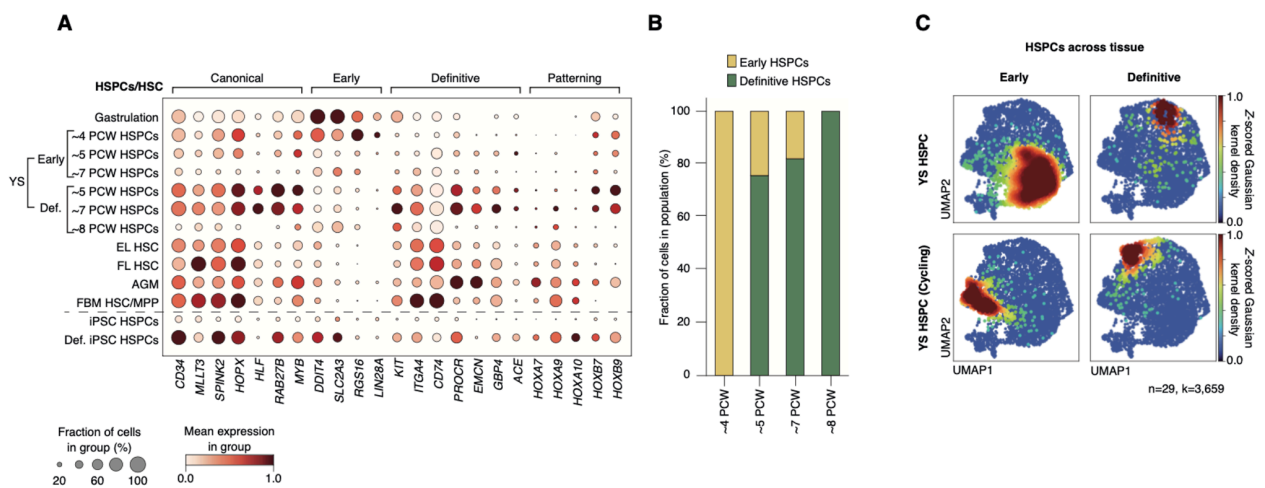 A
HSPCs/HSC
Canonical
Early
Definitive
Patterning
Gastrulation
~4 PCW HSPCs
~5 PCW HSPCs
~7 PCW HSPCs
~5 PCW HSPCs
~7 PCW HSPCs
~8 PCW HSPCs
YS
Early
Def.
EL HSC
FL HSC
AGM
FBM HSC/MPP
iPSC HSPCs
Def. iPSC HSPCs
CD34
MLLT3
SPINK2
HOPX
HLF
RAB27B
MYB
DDIT4
SLC2A3
RGS16
LIN28A
KIT
ITGA4
CD74
PROCR
EMCN
GBP4
ACE
HOXA7
HOXA9
HOXA10
HOXB7
HOXB9
Fraction of cells
in group (%)
20 60 100
Mean expression
in group
0.0 1.0
B
Early HSPCs
Definitive HSPCs
Fraction of cells in population (%)
100
80
60
40
20
0
~4 PCW
~5 PCW
~7 PCW
~8 PCW
C
HSPCs across tissue
Early
Definitive
YS HSPC
UMAP2
1.0
Z-scored Gaussian
kernel density
0.0
YS HSPC (Cycling)
UMAP2
1.0
Z-scored Gaussian
kernel density
0.0
UMAP1
UMAP1
n=29, k=3,659